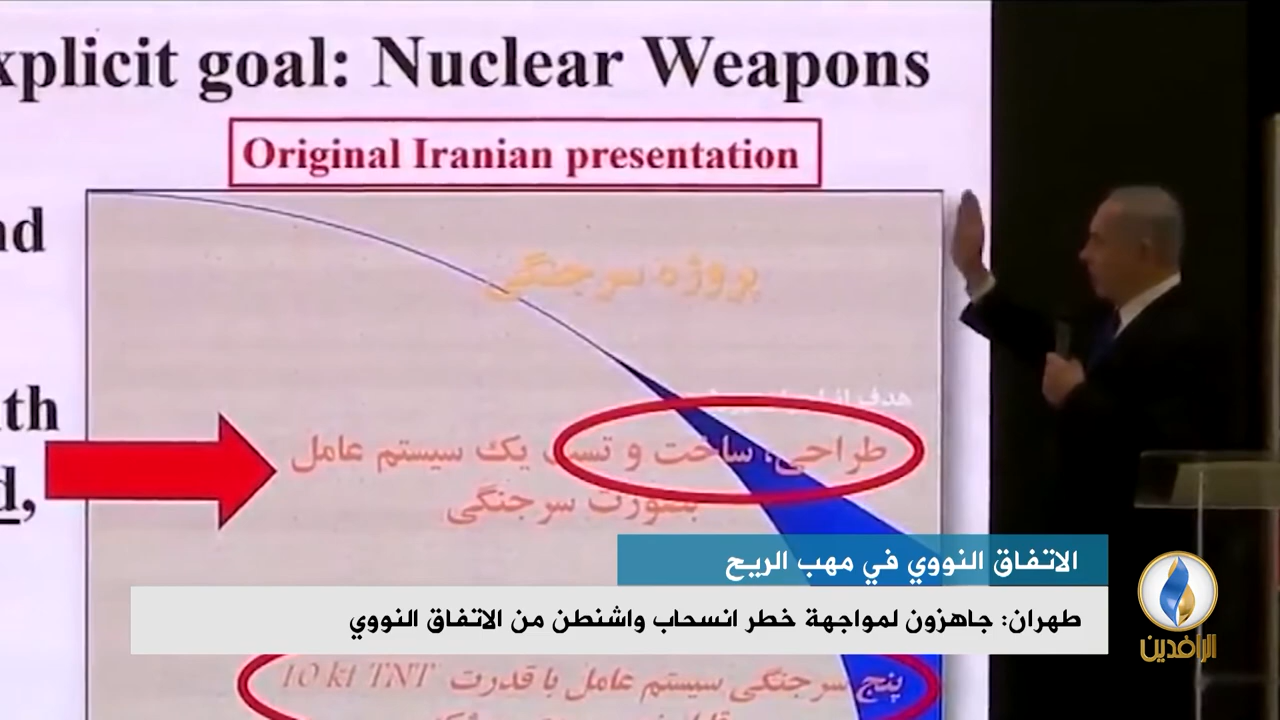 xplicit goal: Nuclear Weapons
Original Iranian presentation
nd
پروژه سرجنگی
هدف
ith
طراحی، ساخت و تست یک سیستم عامل
d,
بصورت سرجنگی
الاتفاق النووي في مهب الريح
طهران: جاهزون لمواجهة خطر انسحاب واشنطن من الاتفاق النووي
الرافدين
پنج سرجنگی سیستم عامل با قدرت 10 kt TNT